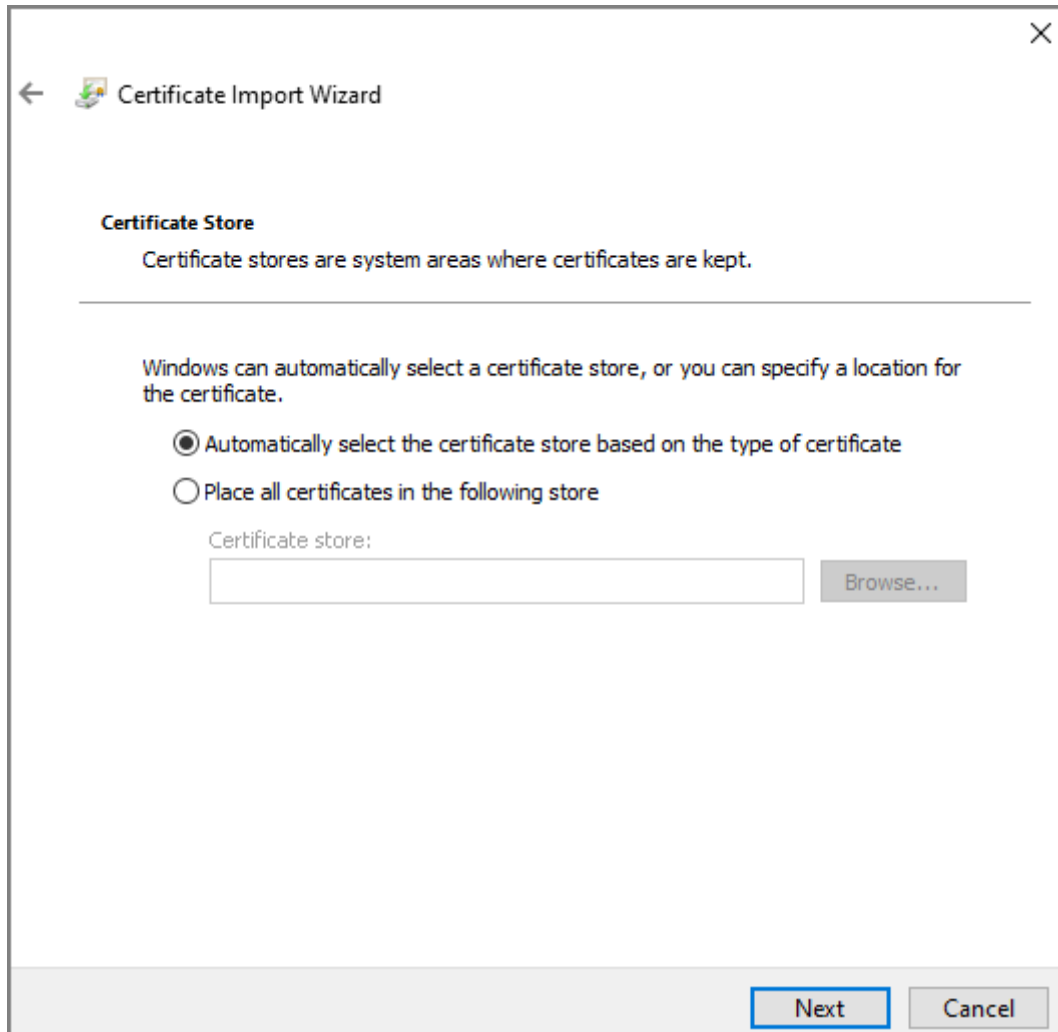 Certificate Import Wizard
Certificate Store
Certificate stores are system areas where certificates are kept.
Windows can automatically select a certificate store, or you can specify a location for
the certificate.
Automatically select the certificate store based on the type of certificate
Place all certificates in the following store
Certificate store:
Browse...
Next
Cancel